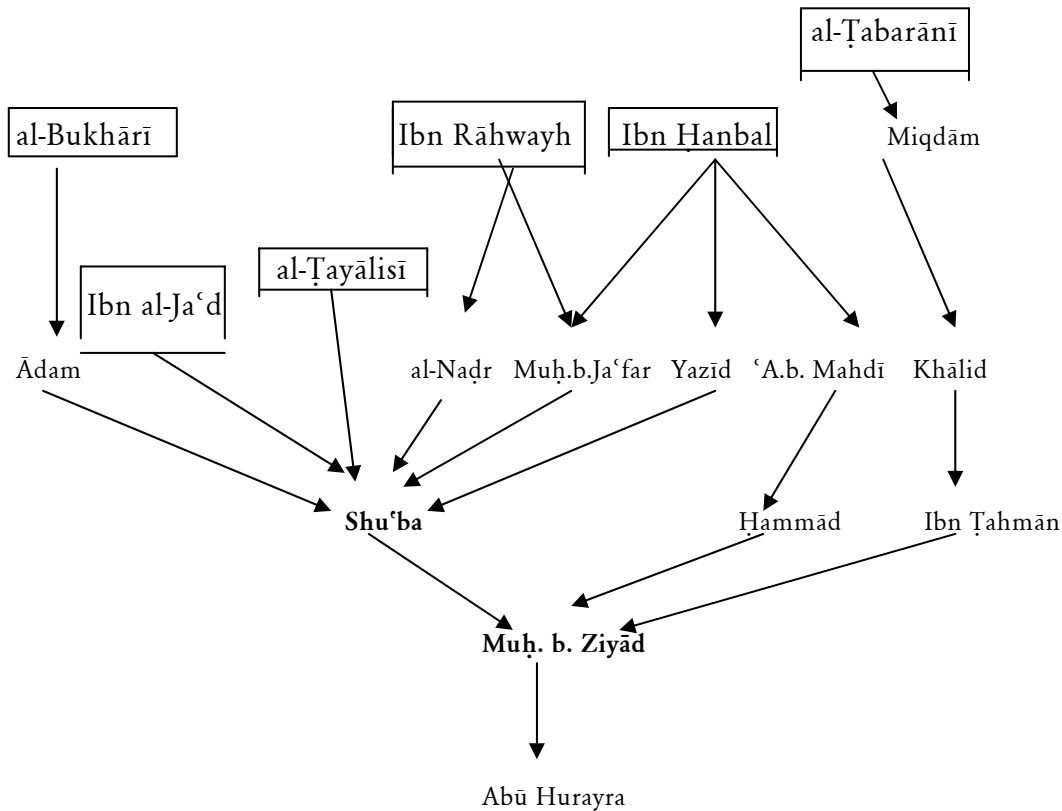 al-Ṭabarānī
al-Bukhārī
Ibn Rāhwayh
Ibn Ḥanbal
Miqdām
al-Ṭayālisī
Ibn al-Jaʿd
Ādam
al-Naḍr
Muḥ.b.Jaʿfar
Yazīd
ʿA.b. Mahdī
Khālid
Shuʿba
Ḥammād
Ibn Ṭahmān
Muḥ. b. Ziyād
Abū Hurayra